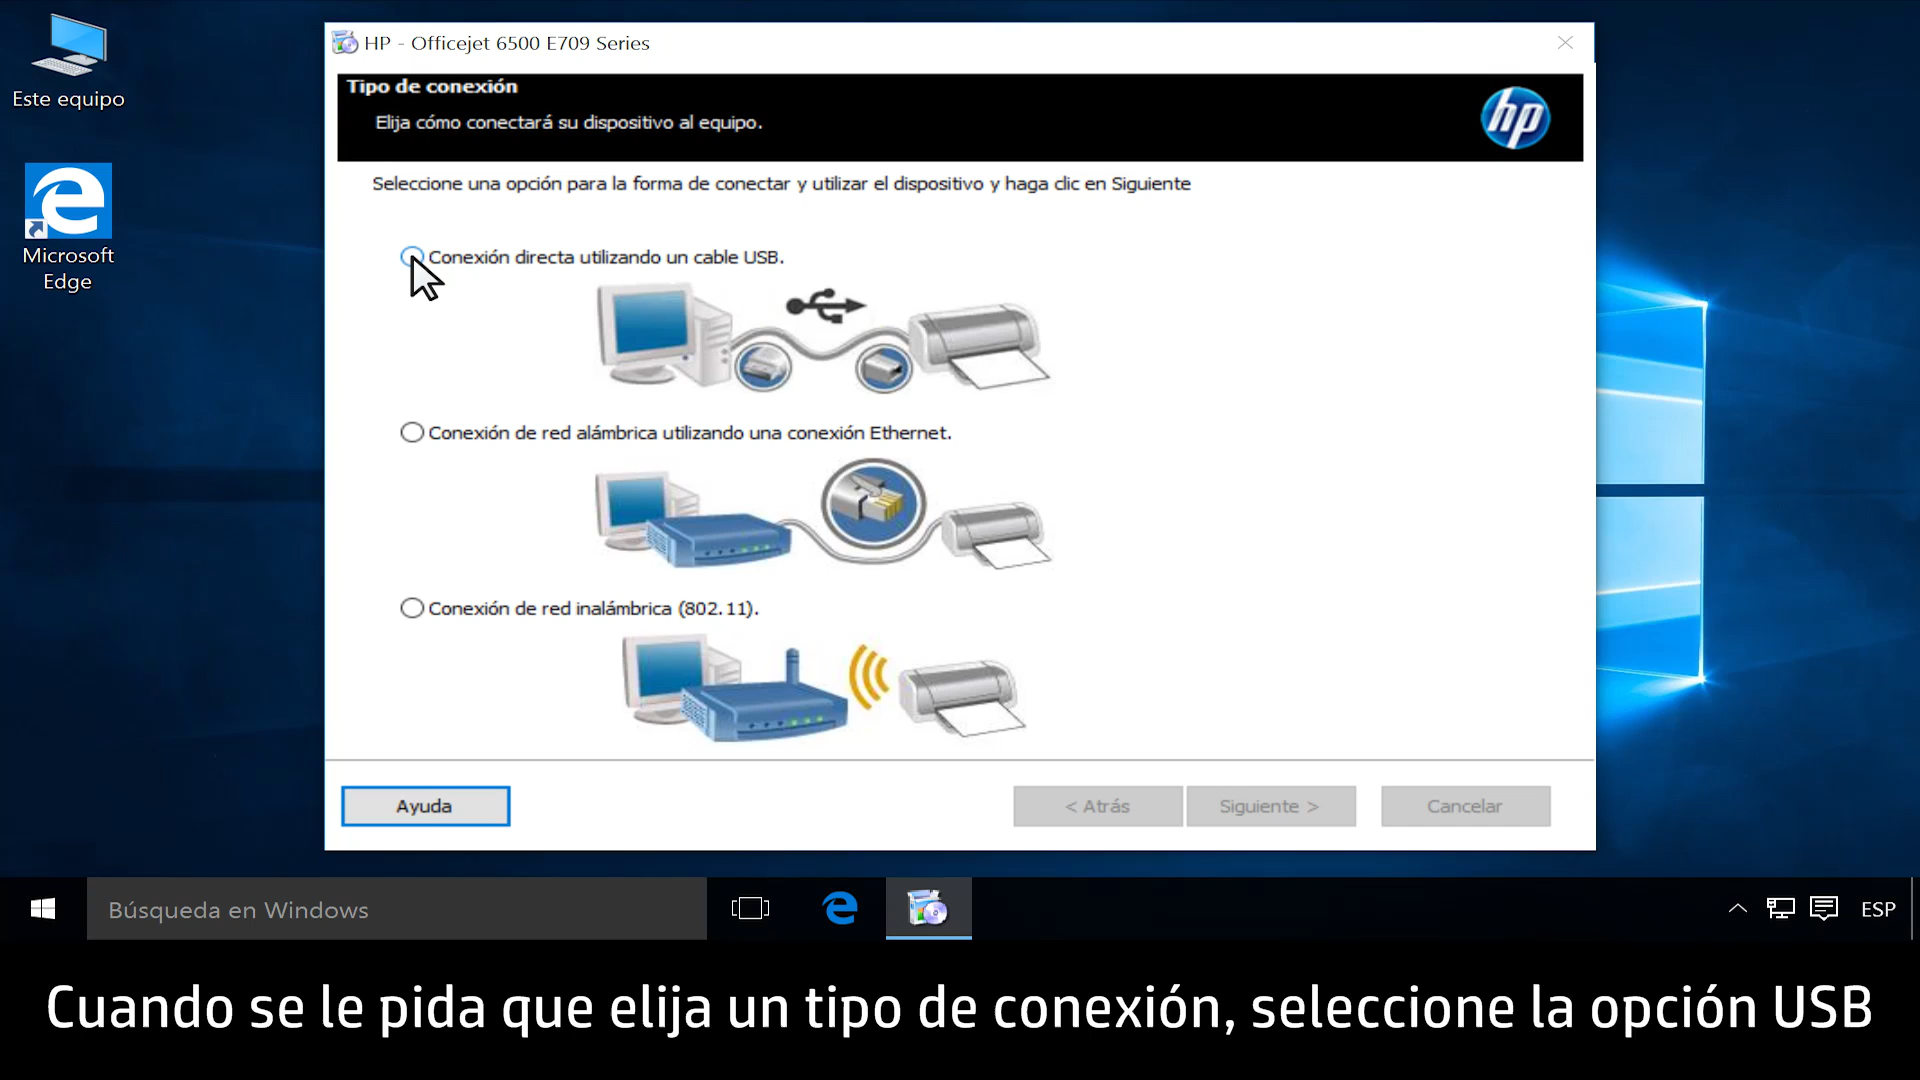 Este equipo
Microsoft
Edge
HP - Officejet 6500 E709 Series
Tipo de conexión
Elija cómo conectará su dispositivo al equipo.
hp
Seleccione una opción para la forma de conectar y utilizar el dispositivo y haga clic en Siguiente
Conexión directa utilizando un cable USB.
Conexión de red alámbrica utilizando una conexión Ethernet.
Conexión de red inalámbrica (802.11).
Ayuda
< Atrás
Siguiente >
Cancelar
Búsqueda en Windows
ESP
Cuando se le pida que elija un tipo de conexión, seleccione la opción USB